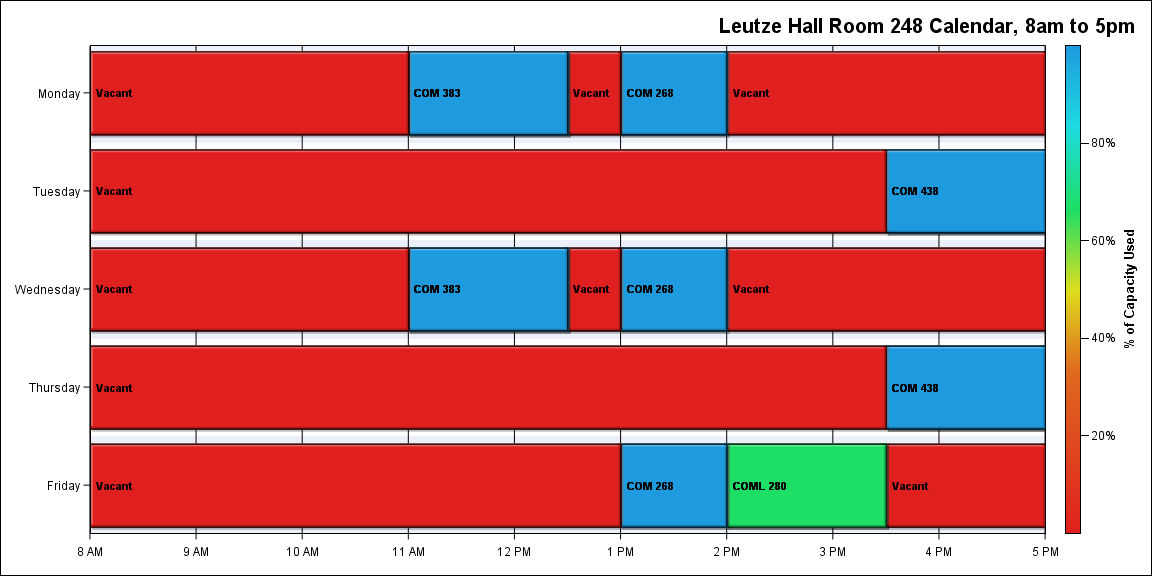 Leutze Hall Room 248 Calendar, 8am to 5pm
Monday
Vacant
COM 383
Vacant
COM 268
Vacant
Tuesday
Vacant
COM 438
Wednesday
Vacant
COM 383
Vacant
COM 268
Vacant
Thursday
Vacant
COM 438
Friday
Vacant
COM 268
COML 280
Vacant
8 AM
9 AM
10 AM
11 AM
12 PM
1 PM
2 PM
3 PM
4 PM
5 PM
80%
60%
40%
20%
% of Capacity Used